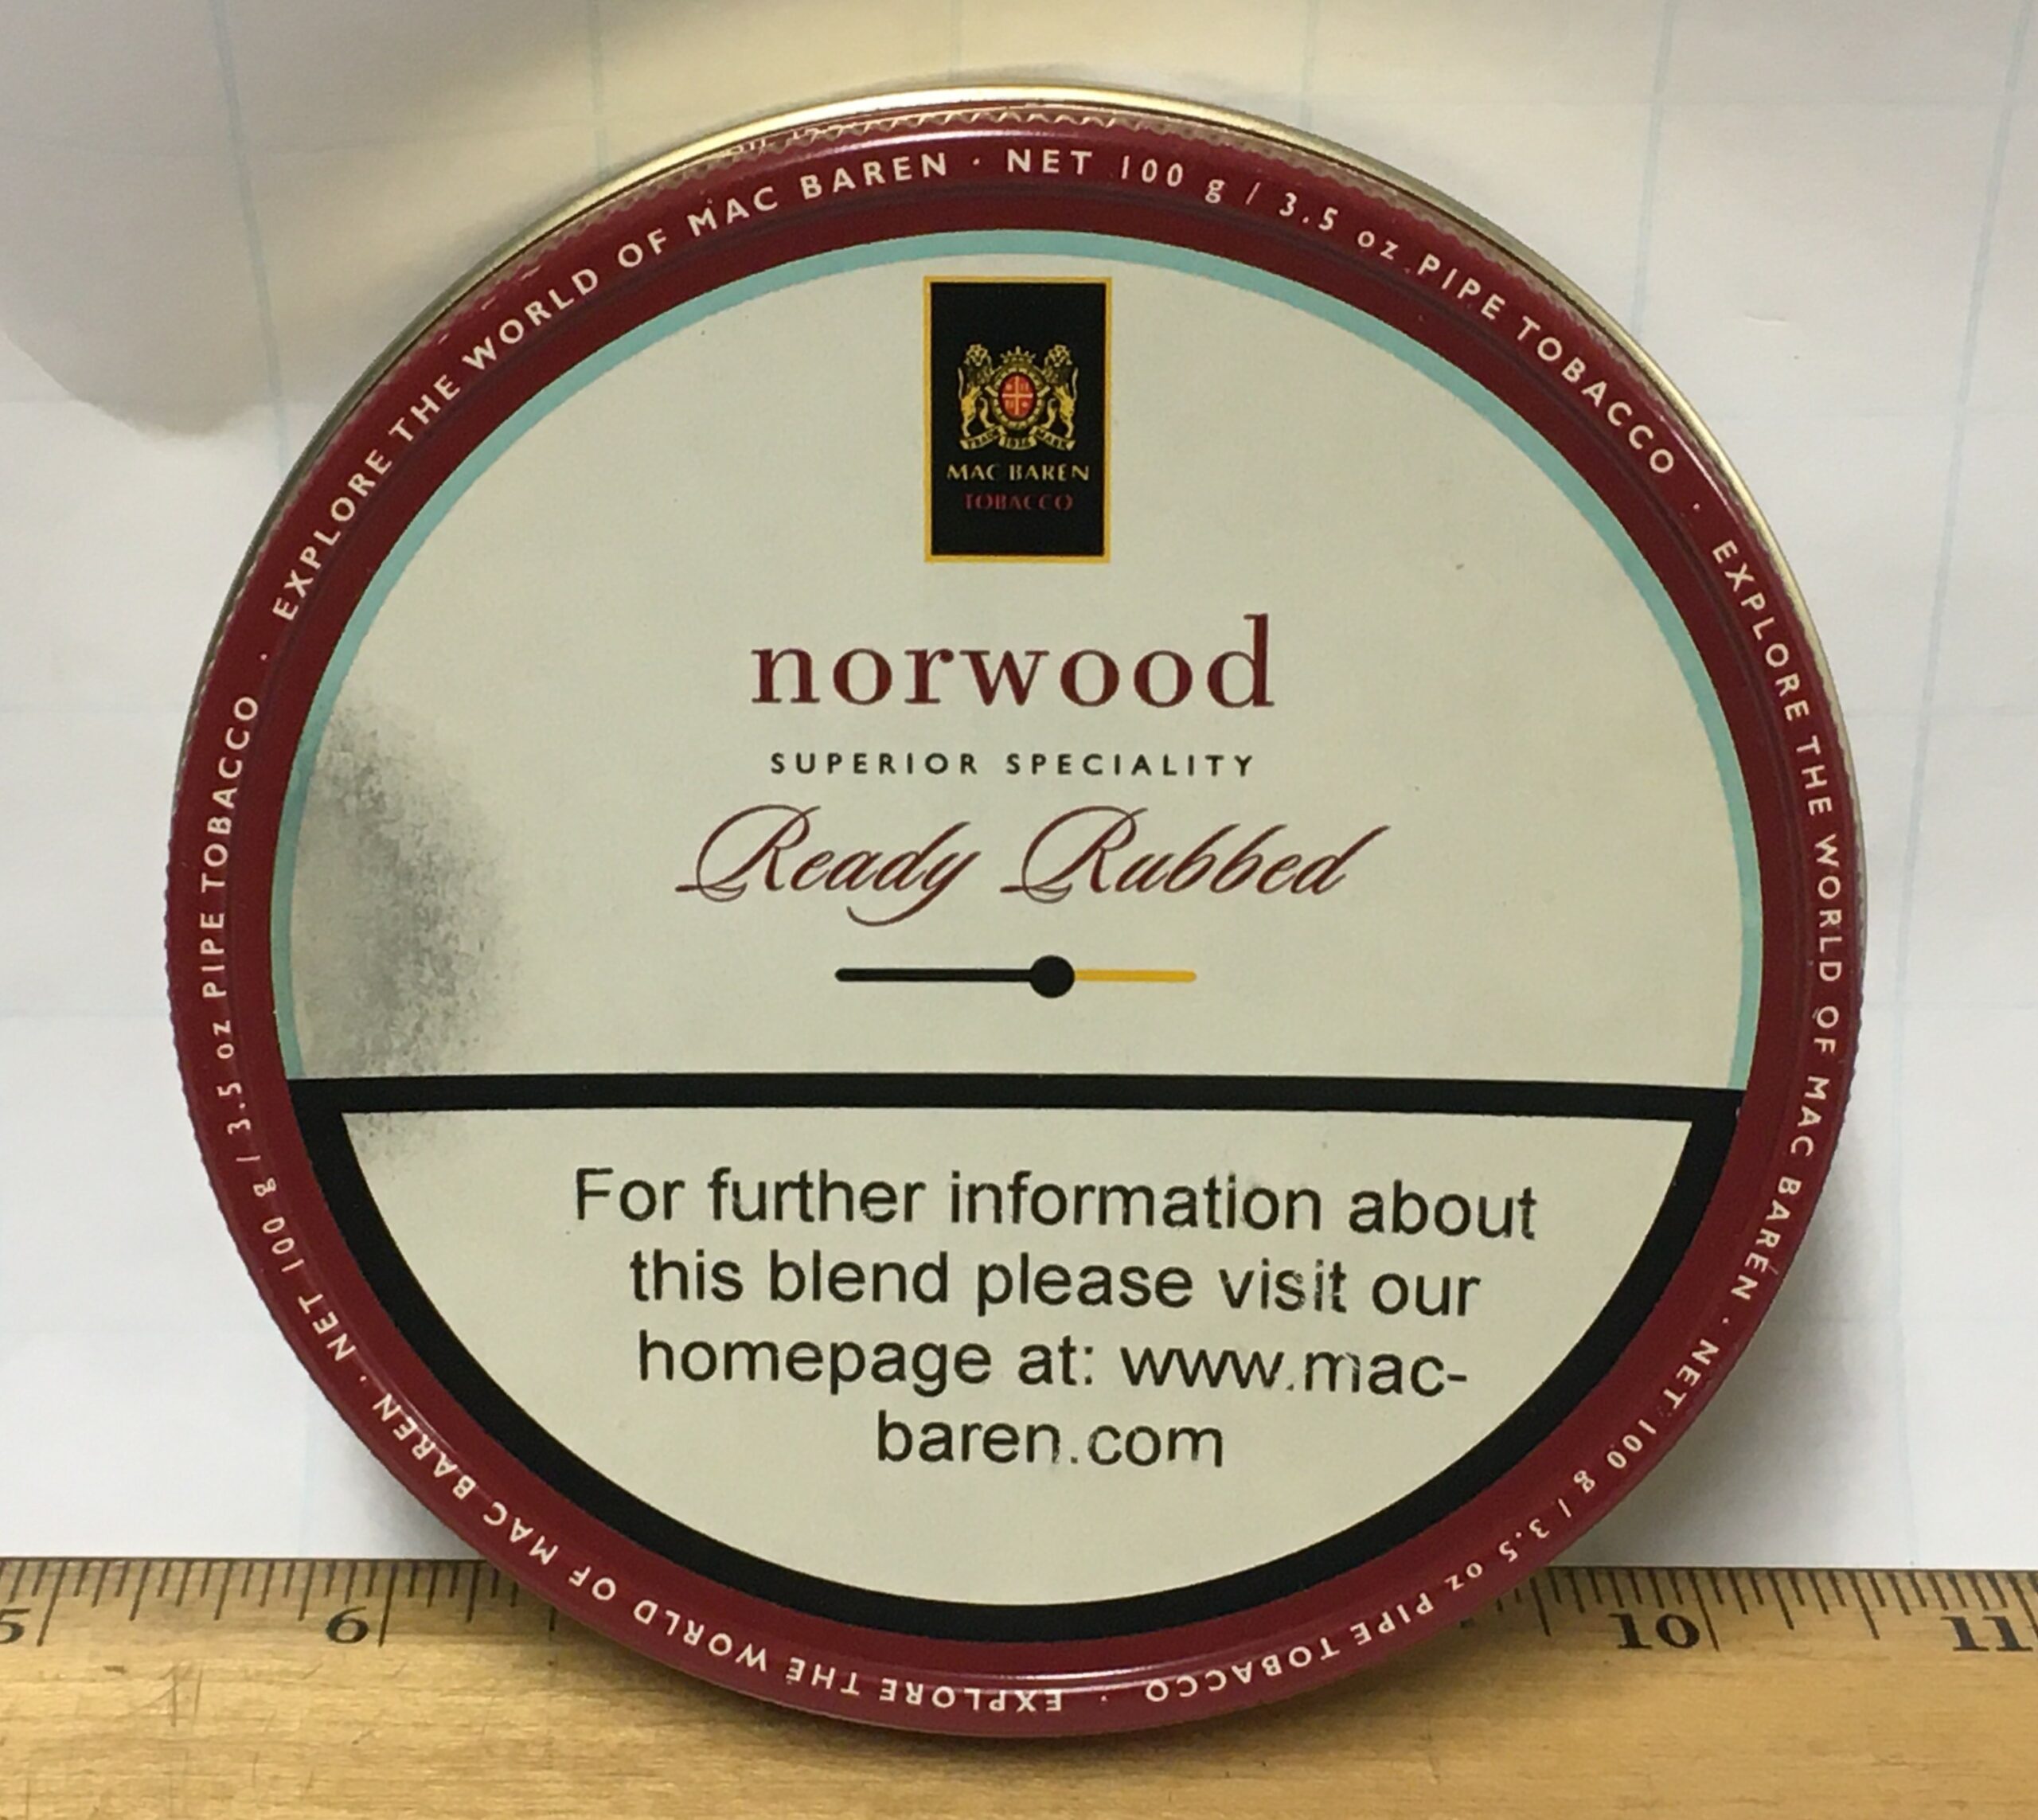 EXPLORE THE WORLD OF MAC BAREN · NET 100 g / 3.5 oz PIPE TOBACCO ·
EXPLORE THE WORLD OF MAC BAREN · NET 100 g / 3.5 oz PIPE TOBACCO ·
EXPLORE THE WORLD OF MAC BAREN · NET 100 g / 3.5 oz PIPE TOBACCO ·
TRADE 1826 MARK
MAC BAREN
TOBACCO
norwood
SUPERIOR SPECIALITY
Ready Rubbed
For further information about
this blend please visit our
homepage at: www.mac-
baren.com
5 6 10 11